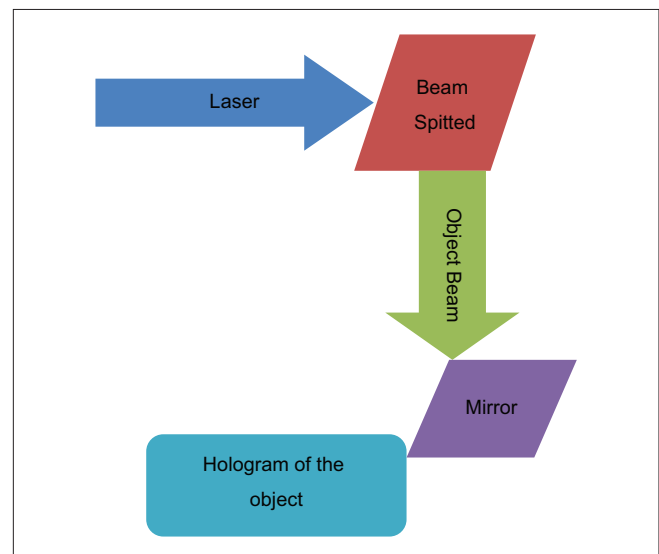 Laser
Beam
Spitted
Object Beam
Mirror
Hologram of the
object